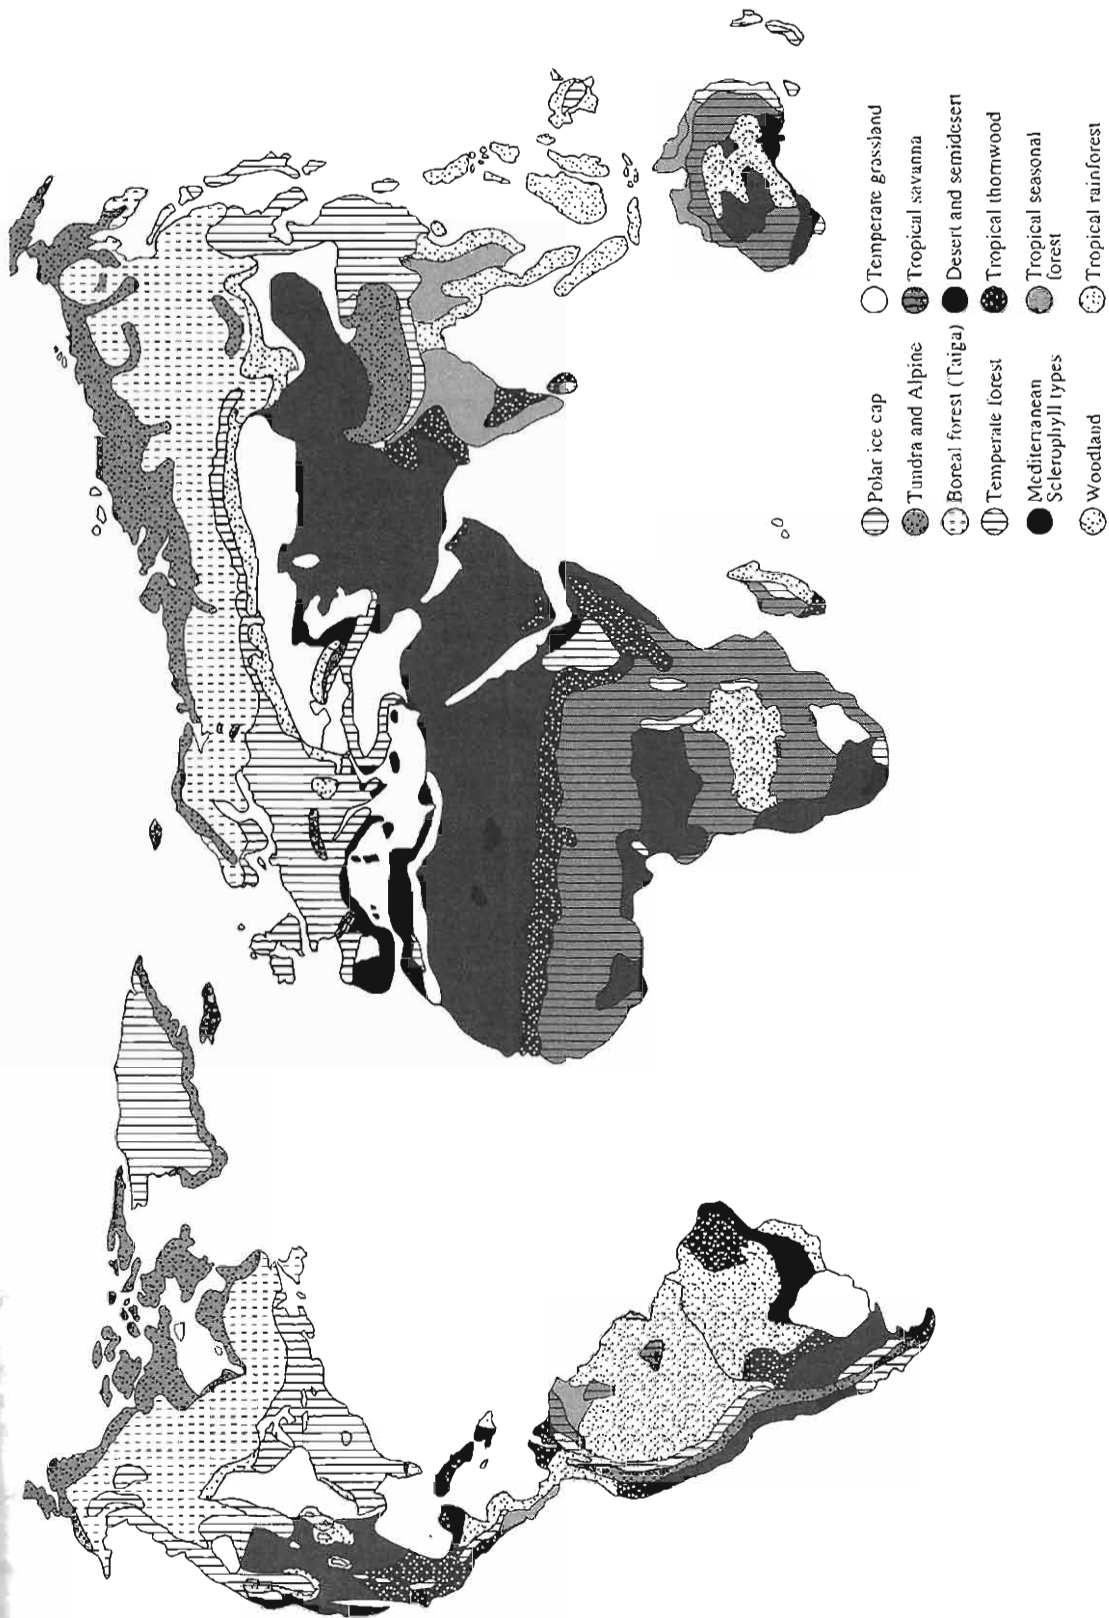 Polar ice cap
Tundra and Alpine
Boreal forest (Taiga)
Temperate forest
Mediterranean
Sclerophyll types
Woodland
Temperate grassland
Tropical savanna
Desert and semidesert
Tropical thornwood
Tropical seasonal
forest
Tropical rainforest